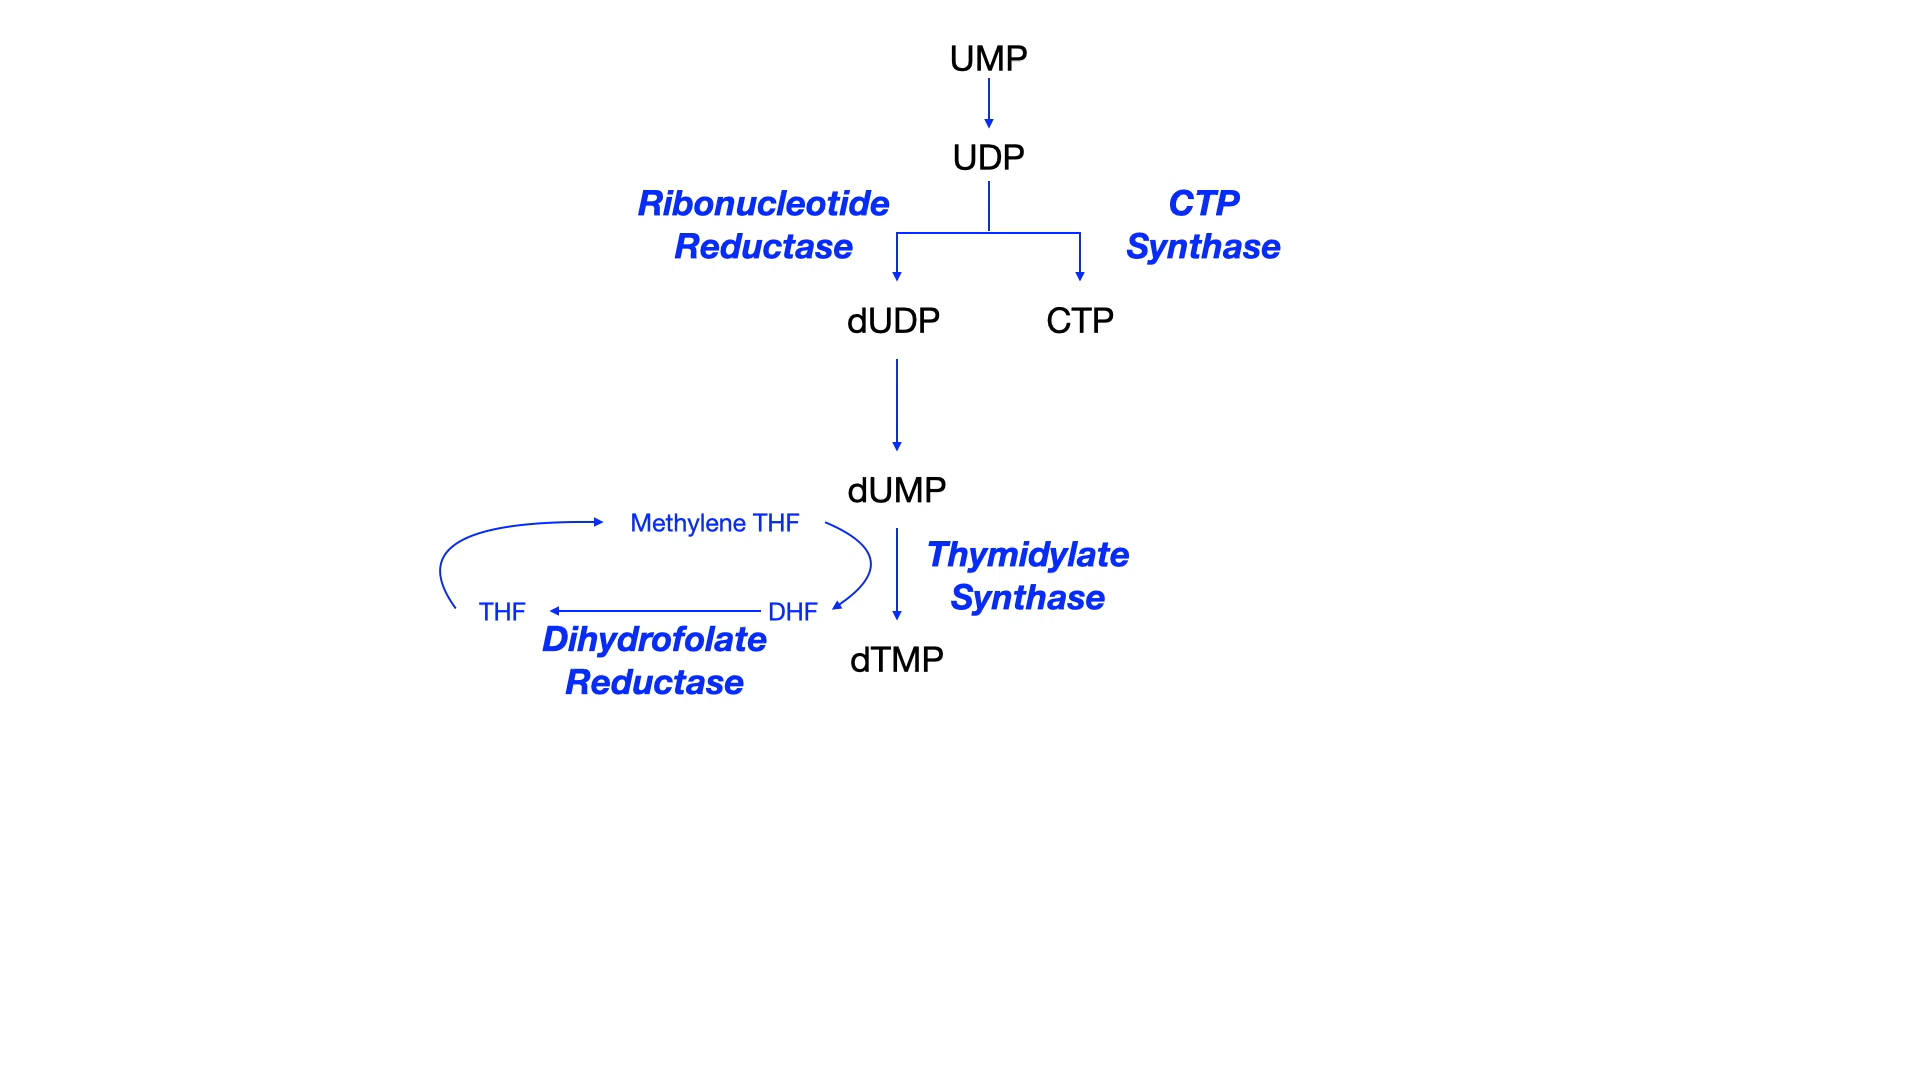 UMP
UDP
Ribonucleotide
Reductase
CTP
Synthase
dUDP
CTP
dUMP
Methylene THF
Thymidylate
Synthase
THF
DHF
Dihydrofolate
Reductase
dTMP